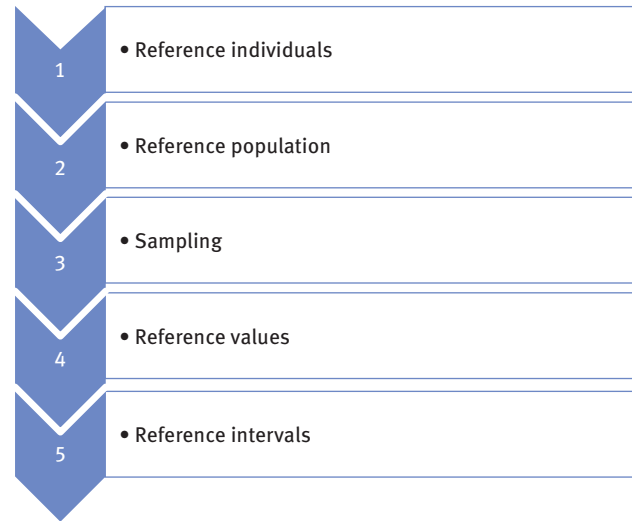 1
• Reference individuals
2
• Reference population
3
• Sampling
4
• Reference values
5
• Reference intervals